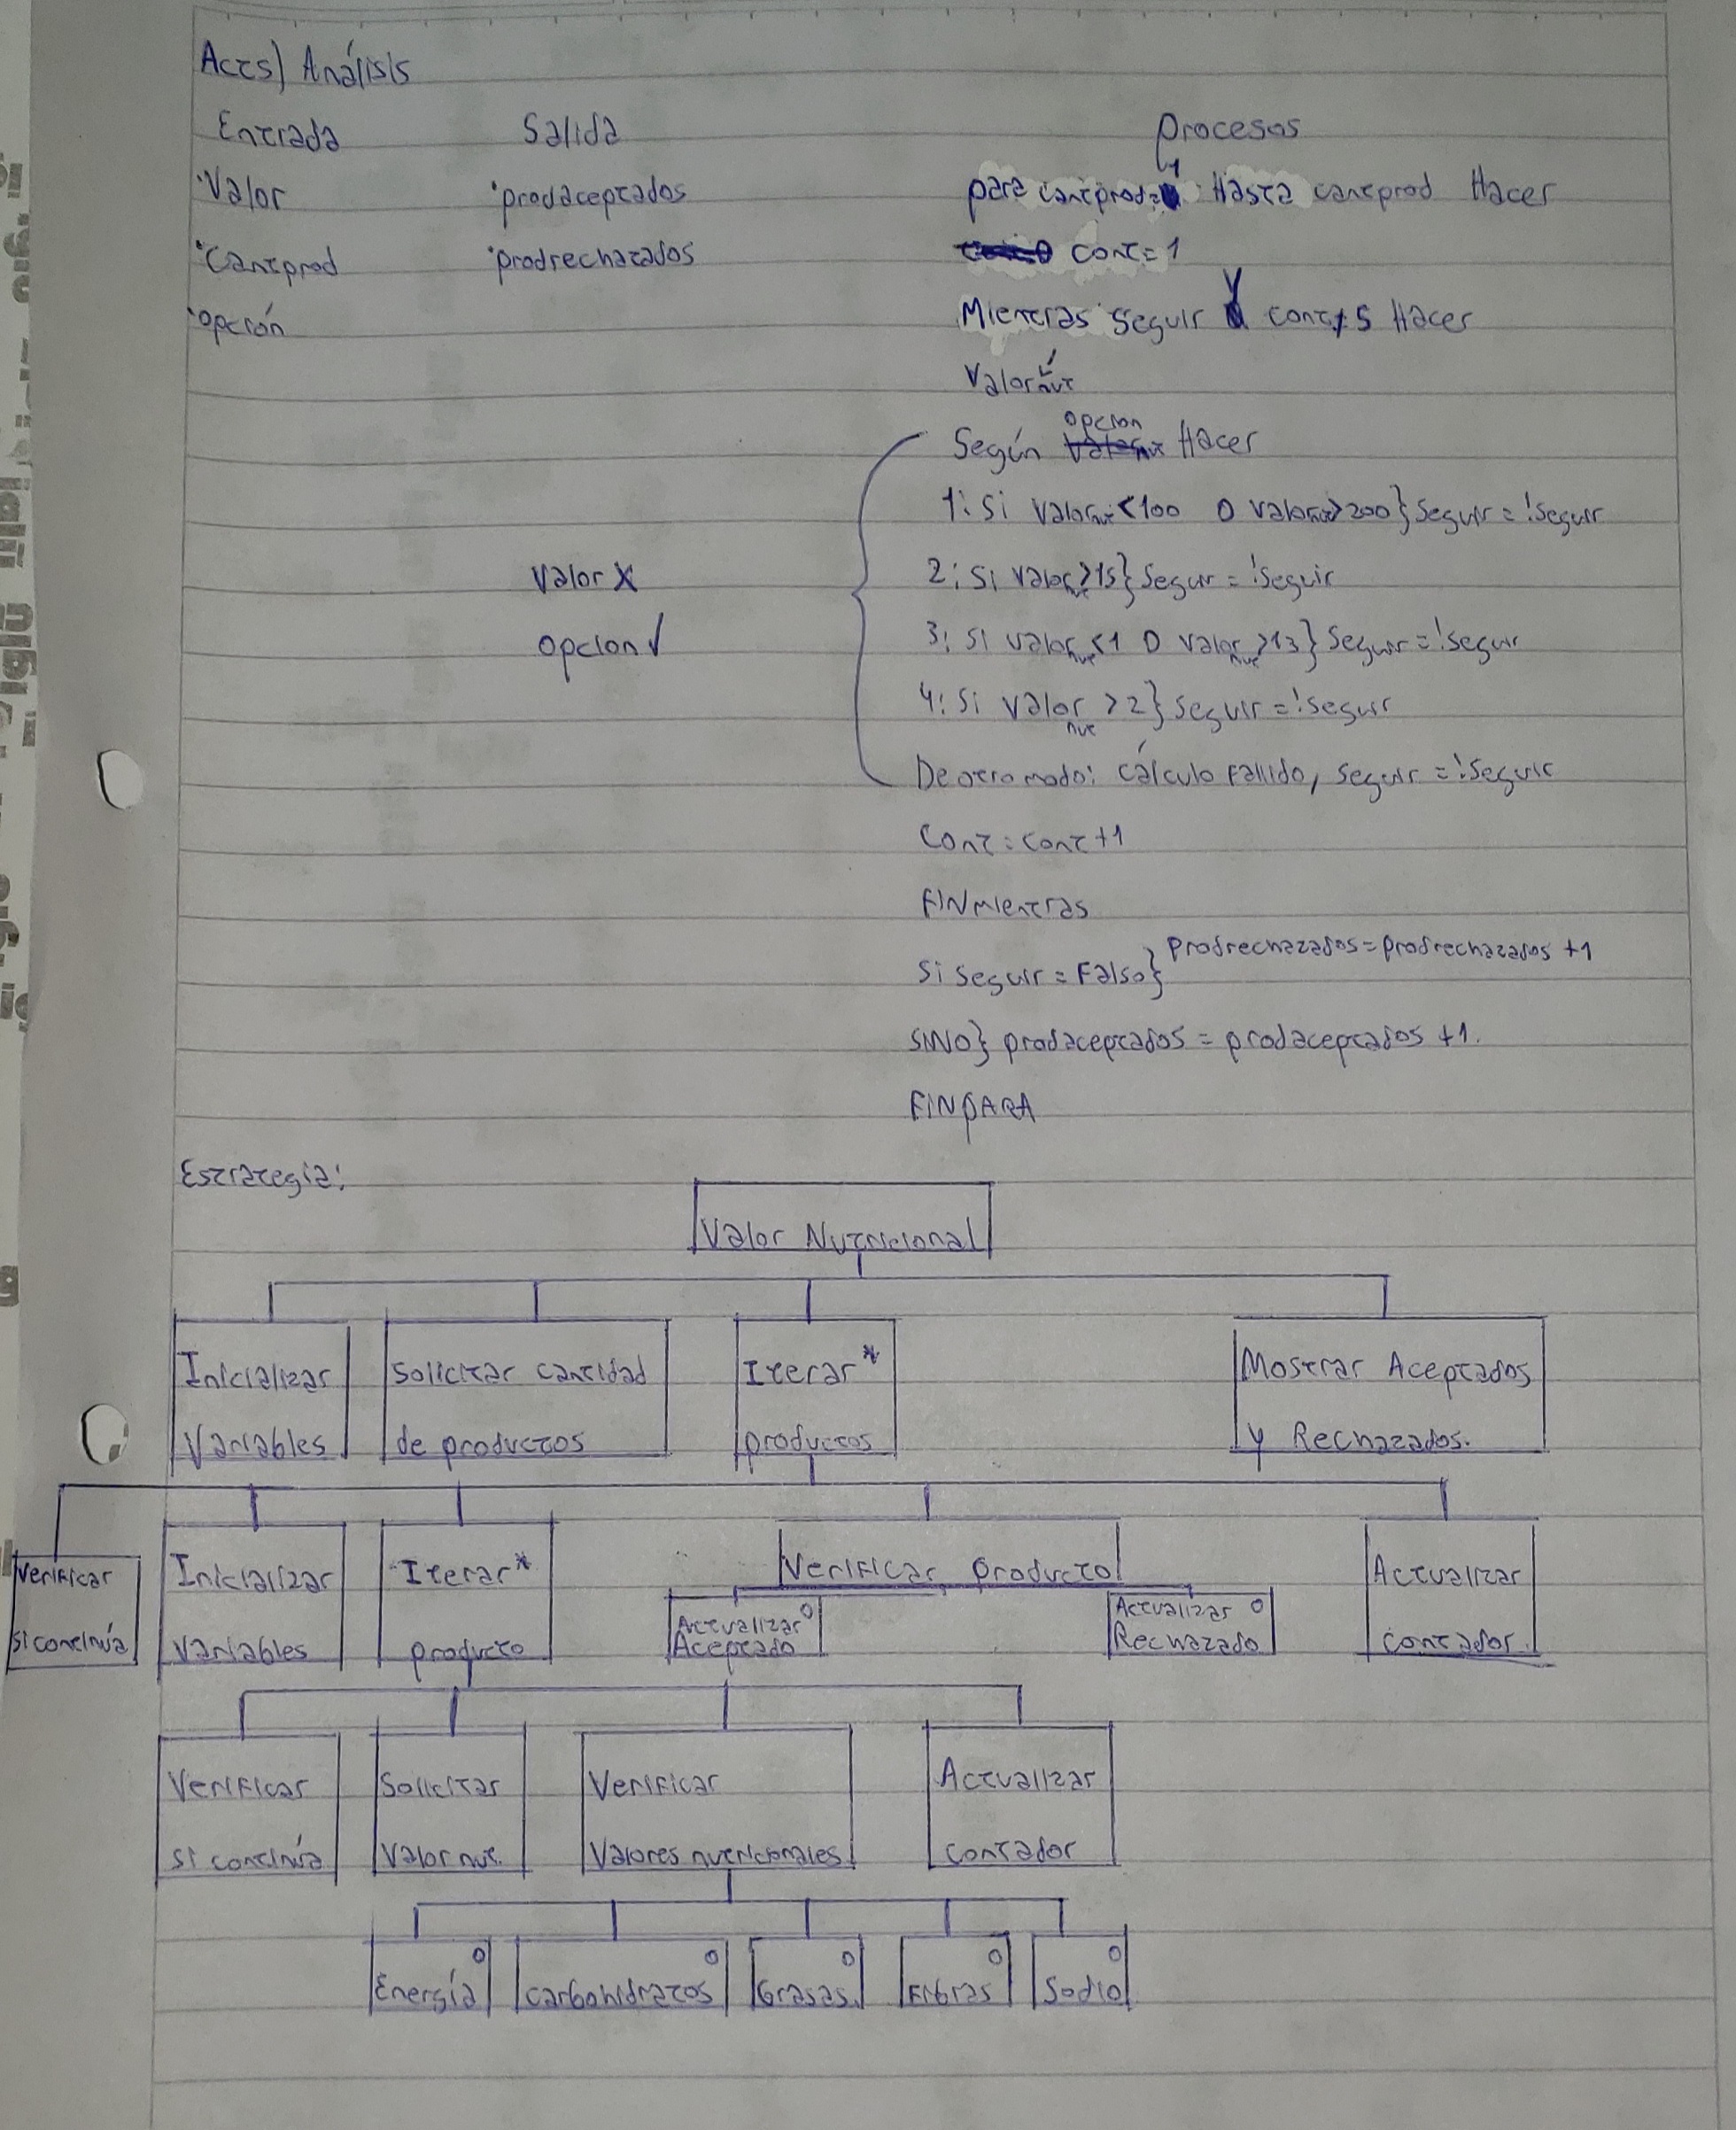 Act5) Análisis
Entrada Salida procesos
•Valor •prodaceptados para cantprod=1 Hasta cantprod Hacer
•Cantprod •prodrechazados cont=1
•opción Mientras seguir Y cont≠5 Hacer
Valornut
opcion
Según Hacer
1: Si valornut<100 O valornut>200} Seguir = !Seguir
Valor X 2: Si valornut>15} Seguir = !Seguir
opcion ✓ 3: Si valornut<1 O valornut>13} Seguir = !seguir
4: Si valornut >2} Seguir = !seguir
De otro modo: cálculo fallido, seguir = !Seguir
Cont = cont +1
FINmientras
Si seguir = Falso} prodrechazados = prodrechazados +1
SINO} prodaceptados = prodaceptados +1.
FINPARA
Estrategia:
Valor Nutricional
Inicializar Solicitar cantidad Iterar* Mostrar Aceptados
Variables de productos productos y Rechazados.
Verificar Inicializar Iterar* Verificar producto Actualizar
si continúa Variables producto Actualizar O Aceptado Actualizar O Rechazado contador.
Verificar Solicitar Verificar Actualizar
si continúa Valor nut. Valores nutricionales contador
Energía O Carbohidratos O Grasas. O Fibras O Sodio O